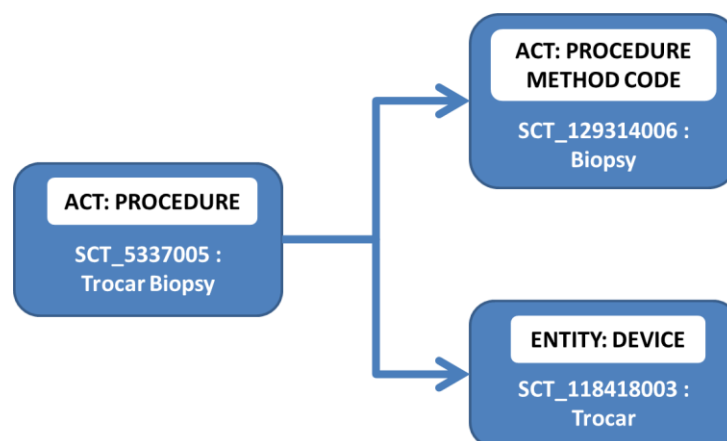 ACT: PROCEDURE
METHOD CODE
SCT_129314006 :
Biopsy
ACT: PROCEDURE
SCT_5337005 :
Trocar Biopsy
ENTITY: DEVICE
SCT_118418003 :
Trocar